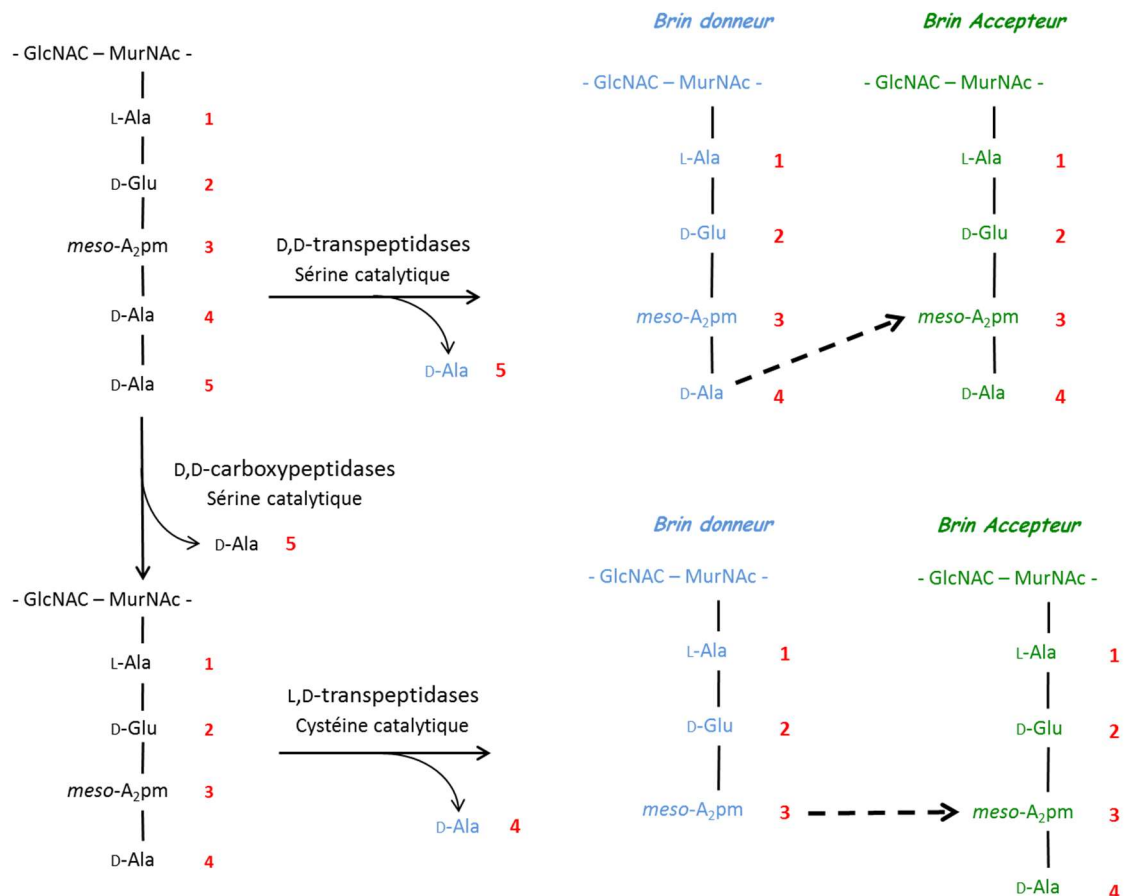 - GlcNAC – MurNAc -
L-Ala 1
D-Glu 2
meso-A₂pm 3
D-Ala 4
D-Ala 5
D,D-transpeptidases
Sérine catalytique
D-Ala 5
Brin donneur
- GlcNAC – MurNAc -
L-Ala 1
D-Glu 2
meso-A₂pm 3
D-Ala 4
Brin Accepteur
- GlcNAC – MurNAc -
L-Ala 1
D-Glu 2
meso-A₂pm 3
D-Ala 4
D,D-carboxypeptidases
Sérine catalytique
D-Ala 5
- GlcNAC – MurNAc -
L-Ala 1
D-Glu 2
meso-A₂pm 3
D-Ala 4
L,D-transpeptidases
Cystéine catalytique
D-Ala 4
Brin donneur
- GlcNAC – MurNAc -
L-Ala 1
D-Glu 2
meso-A₂pm 3
Brin Accepteur
- GlcNAC – MurNAc -
L-Ala 1
D-Glu 2
meso-A₂pm 3
D-Ala 4